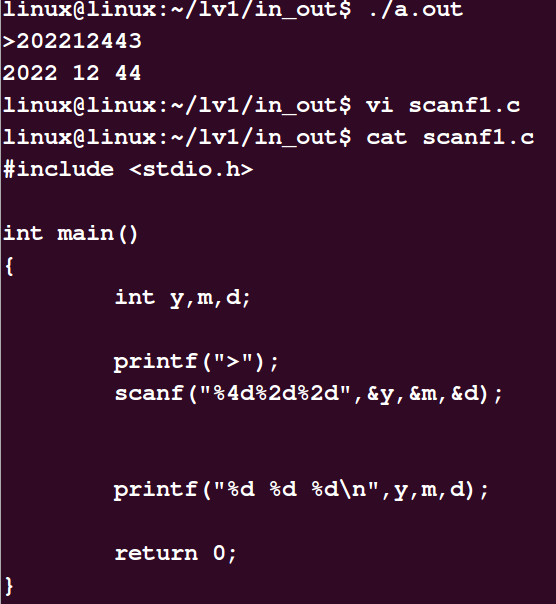 linux@linux:~/lv1/in_out$ ./a.out
>202212443
2022 12 44
linux@linux:~/lv1/in_out$ vi scanf1.c
linux@linux:~/lv1/in_out$ cat scanf1.c
#include <stdio.h>

int main()
{
        int y,m,d;

        printf(">");
        scanf("%4d%2d%2d",&y,&m,&d);


        printf("%d %d %d\n",y,m,d);

        return 0;
}